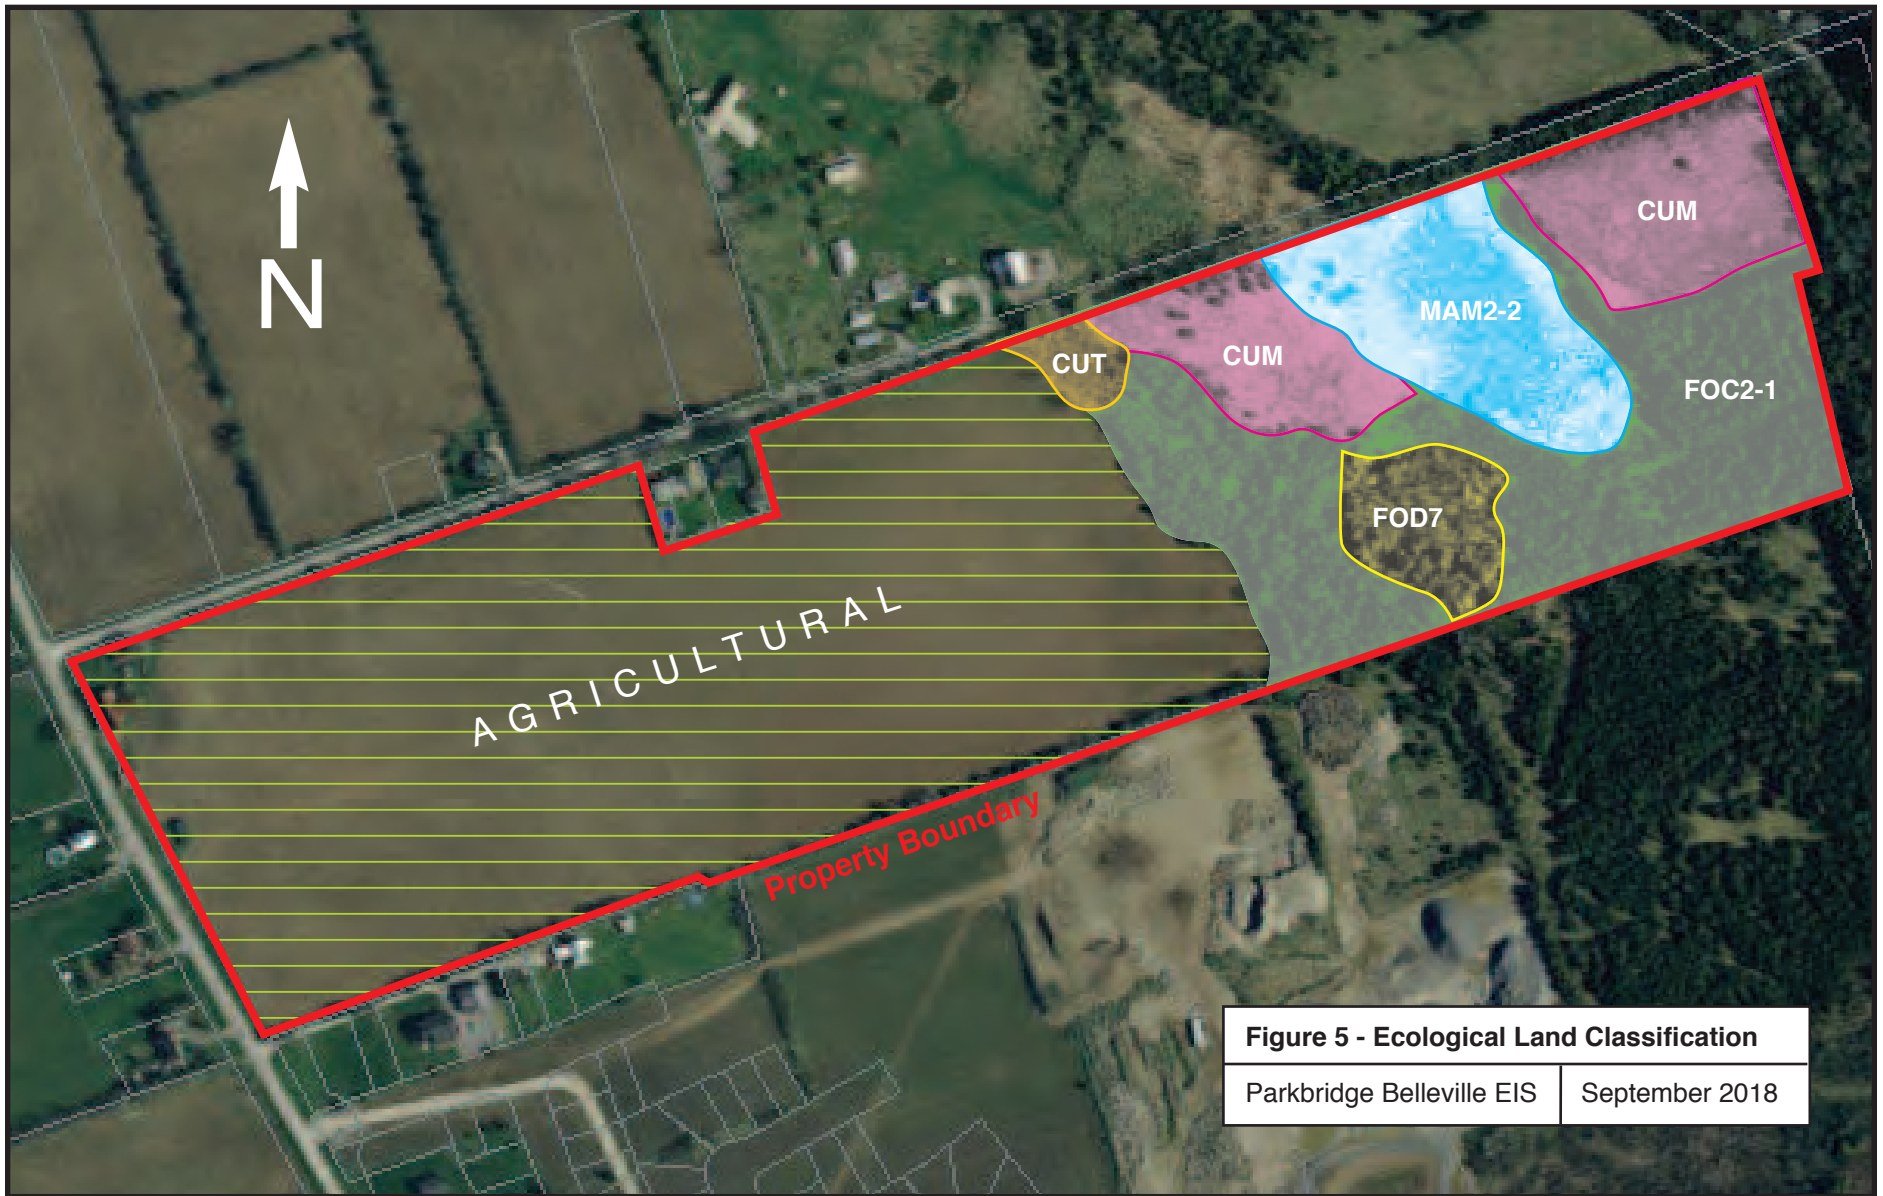 N
CUM
MAM2-2
CUM
CUT
FOC2-1
FOD7
AGRICULTURAL
Property Boundary
Figure 5 - Ecological Land Classification
Parkbridge Belleville EIS
September 2018